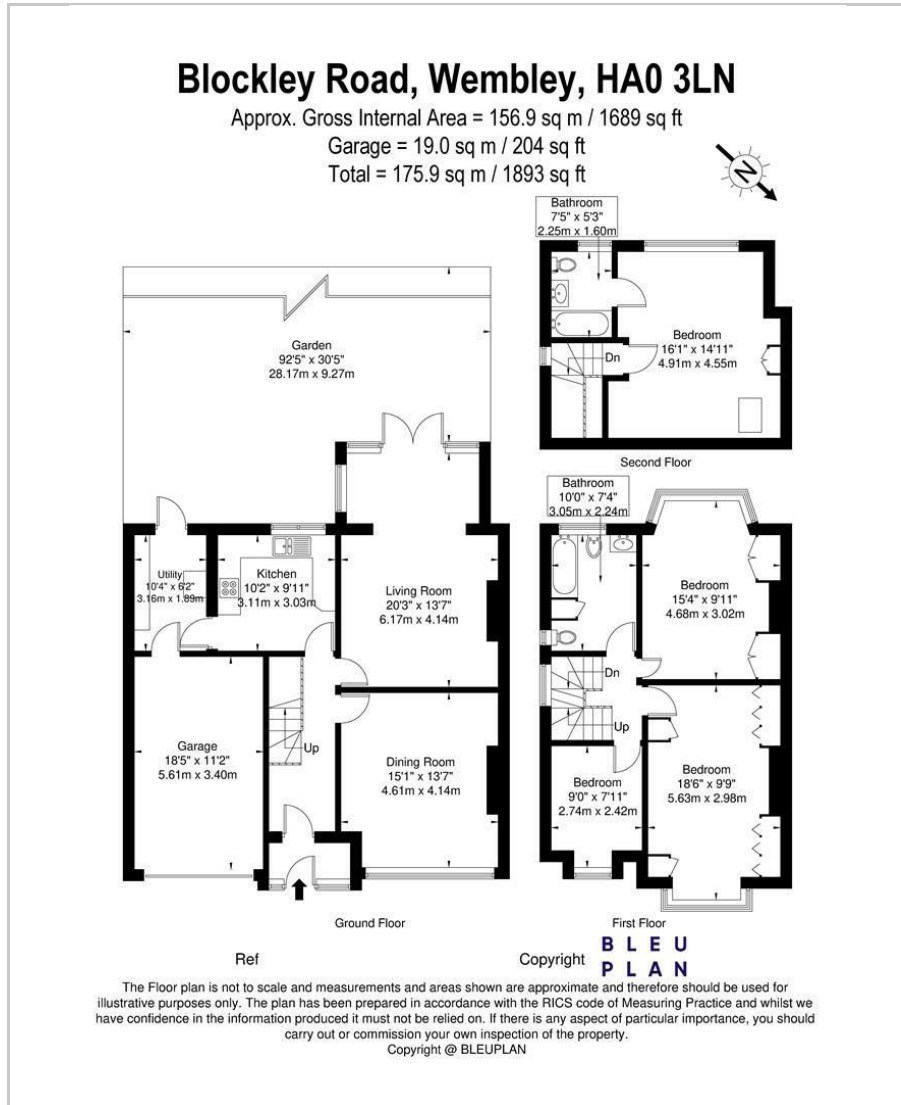 Blockley Road, Wembley, HA0 3LN
Approx. Gross Internal Area = 156.9 sq m / 1689 sq ft
Garage = 19.0 sq m / 204 sq ft
Total = 175.9 sq m / 1893 sq ft
N
Bathroom
7'5" x 5'3"
2.25m x 1.60m
Bedroom
16'1" x 14'11"
4.91m x 4.55m
Dn
Second Floor
Garden
92'5" x 30'5"
28.17m x 9.27m
Utility
10'4" x 6'2"
3.16m x 1.89m
Kitchen
10'2" x 9'11"
3.11m x 3.03m
Living Room
20'3" x 13'7"
6.17m x 4.14m
Garage
18'5" x 11'2"
5.61m x 3.40m
Up
Dining Room
15'1" x 13'7"
4.61m x 4.14m
Ground Floor
Bathroom
10'0" x 7'4"
3.05m x 2.24m
Bedroom
15'4" x 9'11"
4.68m x 3.02m
Dn
Up
Bedroom
9'0" x 7'11"
2.74m x 2.42m
Bedroom
18'6" x 9'9"
5.63m x 2.98m
First Floor
Ref
Copyright
BLEU
PLAN
The Floor plan is not to scale and measurements and areas shown are approximate and therefore should be used for
illustrative purposes only. The plan has been prepared in accordance with the RICS code of Measuring Practice and whilst we
have confidence in the information produced it must not be relied on. If there is any aspect of particular importance, you should
carry out or commission your own inspection of the property.
Copyright @ BLEUPLAN